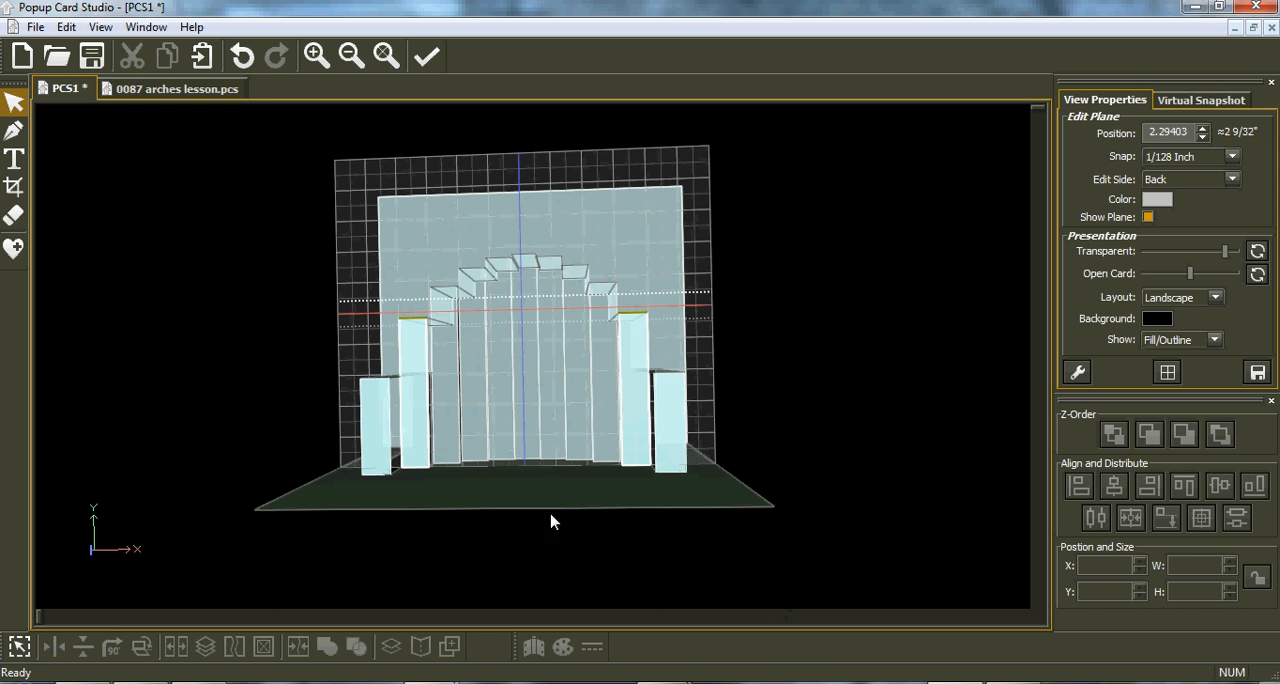 Popup Card Studio - [PCS1 *]
File Edit View Window Help
PCS1 * 0087 arches lesson.pcs
T
90°
Y
X
View Properties Virtual Snapshot
Edit Plane
Position: 2.29403 ≈2 9/32"
Snap: 1/128 Inch
Edit Side: Back
Color:
Show Plane:
Presentation
Transparent:
Open Card:
Layout: Landscape
Background:
Show: Fill/Outline
Z-Order
Align and Distribute
Postion and Size
X: W:
Y: H:
Ready NUM